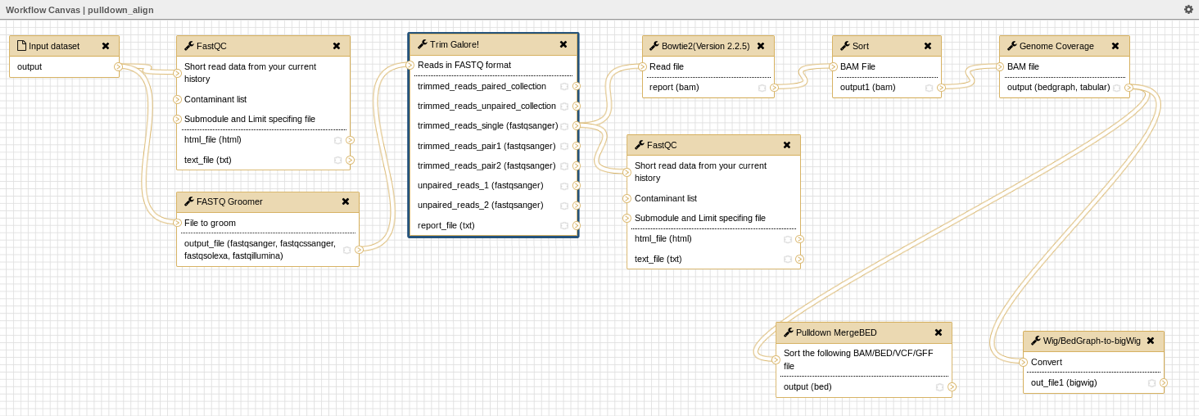 Workflow Canvas | pulldown_align
Input dataset
output
FastQC
Short read data from your current
history
Contaminant list
Submodule and Limit specifing file
html_file (html)
text_file (txt)
FASTQ Groomer
File to groom
output_file (fastqsanger, fastqcssanger,
fastqsolexa, fastqillumina)
Trim Galore!
Reads in FASTQ format
trimmed_reads_paired_collection
trimmed_reads_unpaired_collection
trimmed_reads_single (fastqsanger)
trimmed_reads_pair1 (fastqsanger)
trimmed_reads_pair2 (fastqsanger)
unpaired_reads_1 (fastqsanger)
unpaired_reads_2 (fastqsanger)
report_file (txt)
Bowtie2(Version 2.2.5)
Read file
report (bam)
FastQC
Short read data from your current
history
Contaminant list
Submodule and Limit specifing file
html_file (html)
text_file (txt)
Sort
BAM File
output1 (bam)
Genome Coverage
BAM file
output (bedgraph, tabular)
Pulldown MergeBED
Sort the following BAM/BED/VCF/GFF
file
output (bed)
Wig/BedGraph-to-bigWig
Convert
out_file1 (bigwig)